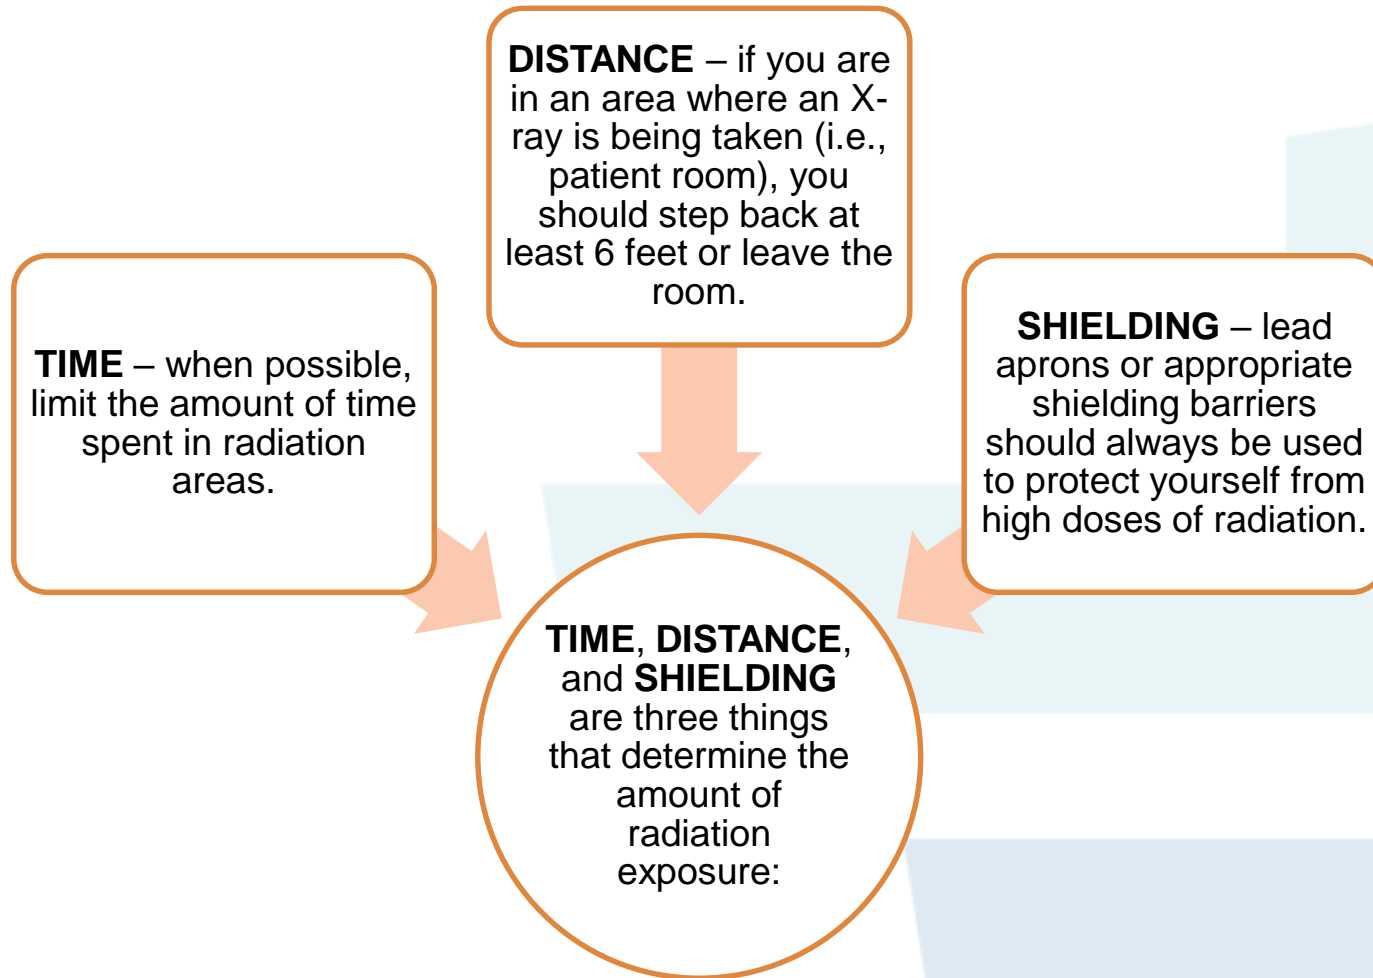 DISTANCE – if you are
in an area where an X-
ray is being taken (i.e.,
patient room), you
should step back at
least 6 feet or leave the
room.
TIME – when possible,
limit the amount of time
spent in radiation
areas.
SHIELDING – lead
aprons or appropriate
shielding barriers
should always be used
to protect yourself from
high doses of radiation.
TIME, DISTANCE,
and SHIELDING
are three things
that determine the
amount of
radiation
exposure: